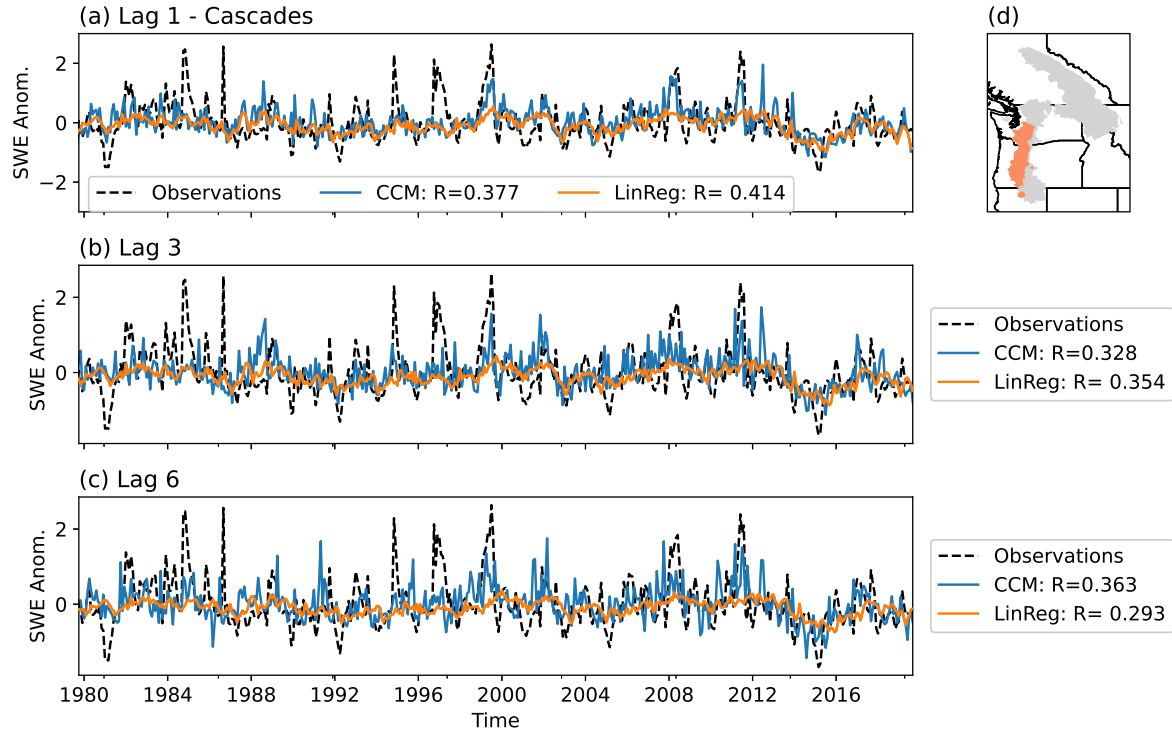 (a) Lag 1 - Cascades
(d)
SWE Anom.
2
0
−2
Observations
CCM: R=0.377
LinReg: R= 0.414
(b) Lag 3
SWE Anom.
2
0
Observations
CCM: R=0.328
LinReg: R= 0.354
(c) Lag 6
SWE Anom.
2
0
Observations
CCM: R=0.363
LinReg: R= 0.293
1980 1984 1988 1992 1996 2000 2004 2008 2012 2016
Time